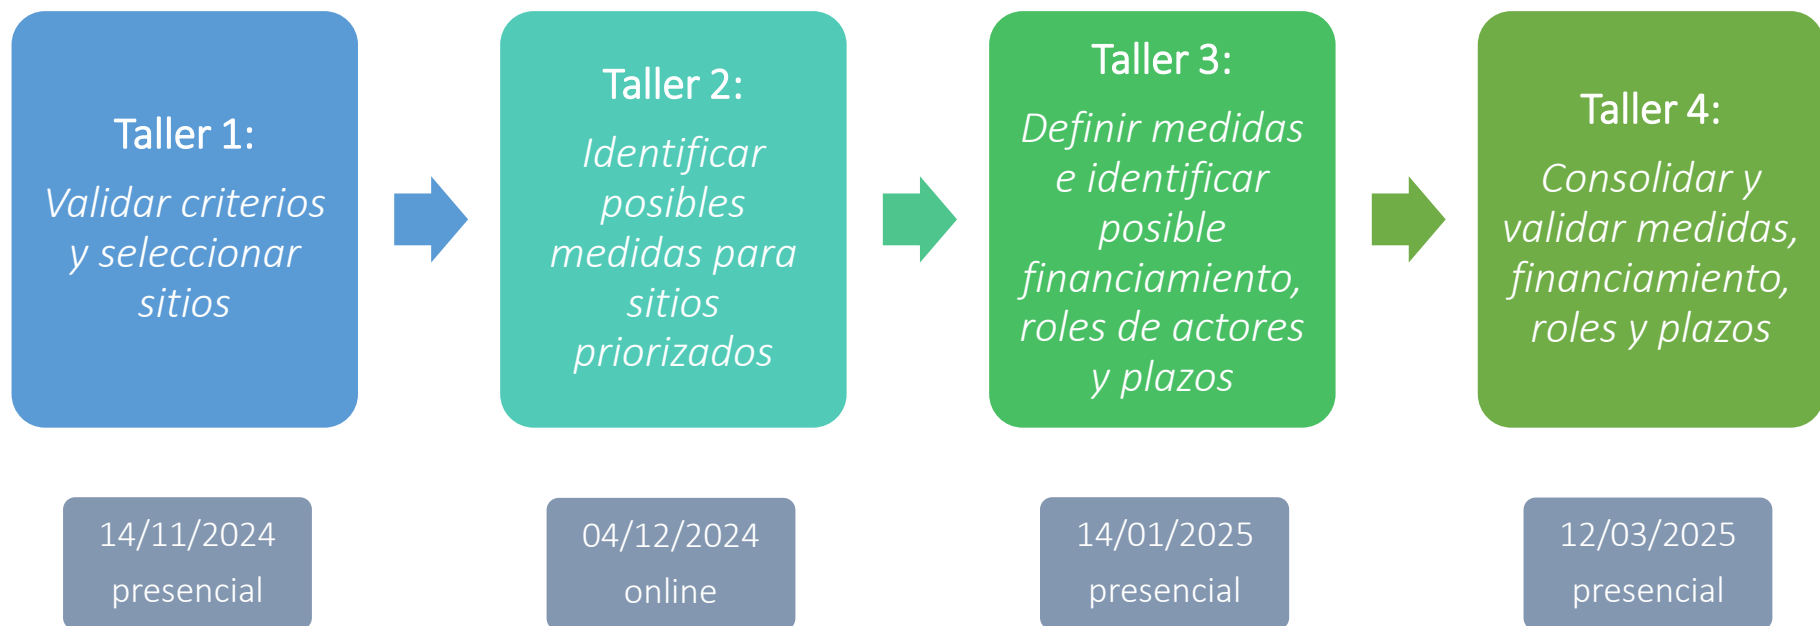 Taller 1:
Validar criterios
y seleccionar
sitios
Taller 2:
Identificar
posibles
medidas para
sitios
priorizados
Taller 3:
Definir medidas
e identificar
posible
financiamiento,
roles de actores
y plazos
Taller 4:
Consolidar y
validar medidas,
financiamiento,
roles y plazos
14/11/2024
presencial
04/12/2024
online
14/01/2025
presencial
12/03/2025
presencial